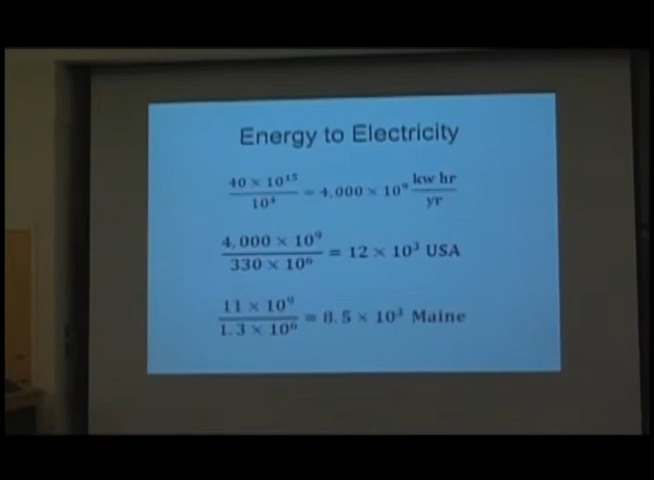 Energy to Electricity
40 × 10¹⁵ / 10⁴ = 4,000 × 10⁹ kw hr / yr
4,000 × 10⁹ / 330 × 10⁶ = 12 × 10³ USA
11 × 10⁹ / 1.3 × 10⁶ = 8.5 × 10³ Maine